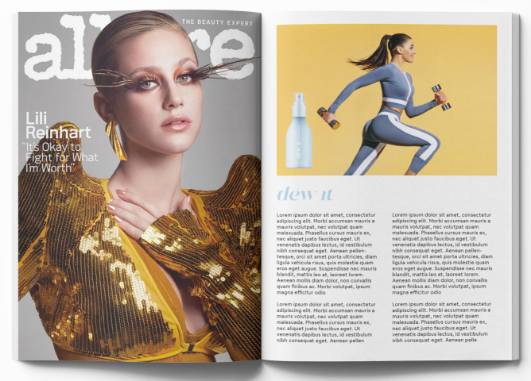 THE BEAUTY EXPERT
allure
Lili
Reinhart
"It's Okay to
Fight for What
I'm Worth"
dew it
Lorem ipsum dolor sit amet, consectetur
adipiscing elit. Morbi accumsan mauris a
quam volutpat, nec volutpat magna
malesuada. Phasellus cursus mauris ex,
nec aliquet justo faucibus eget. Ut
venenatis dapibus lectus, id vestibulum
nibh consequat eget. Aenean pellen-
tesque, orci sit amet porta ultricies, diam
ligula vehicula risus, quis sodales diam
eros eget augue. Suspendisse nec mauris
blandit, mattis leo at, laoreet lorem.
Aenean mollis diam dolor, non convallis
quam finibus ac. Morbi volutpat, ipsum
magna efficitur odio
Lorem ipsum dolor sit amet, consectetur
adipiscing elit. Morbi accumsan mauris a
quam volutpat, nec volutpat magna
malesuada. Phasellus cursus mauris ex,
nec aliquet justo faucibus eget. Ut
venenatis dapibus lectus, id vestibulum
nibh consequat eget. Aenean pellen
Lorem ipsum dolor sit amet, consectetur
adipiscing elit. Morbi accumsan mauris a
quam volutpat, nec volutpat magna
malesuada. Phasellus cursus mauris ex,
nec aliquet justo faucibus eget. Ut
venenatis dapibus lectus, id vestibulum
nibh consequat eget. Aenean pellen-
tesque, orci sit amet porta ultricies, diam
ligula vehicula risus, quis sodales diam
eros eget augue. Suspendisse nec mauris
blandit, mattis leo at, laoreet lorem.
Aenean mollis diam dolor, non convallis
quam finibus ac. Morbi volutpat, ipsum
magna efficitur odio
Lorem ipsum dolor sit amet, consectetur
adipiscing elit. Morbi accumsan mauris a
quam volutpat, nec volutpat magna
malesuada. Phasellus cursus mauris ex,
nec aliquet justo faucibus eget. Ut
venenatis dapibus lectus, id vestibulum
nibh consequat eget. Aenean pelle